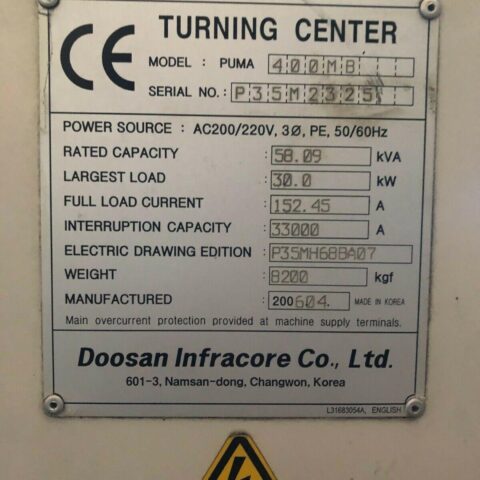 CE
TURNING CENTER
MODEL : PUMA 400MB
SERIAL NO. : P35M2325
POWER SOURCE : AC200/220V, 3Ø, PE, 50/60Hz
RATED CAPACITY : 58.09 kVA
LARGEST LOAD : 30.0 kW
FULL LOAD CURRENT : 152.45 A
INTERRUPTION CAPACITY : 33000 A
ELECTRIC DRAWING EDITION : P35MH68BA07
WEIGHT : 8200 kgf
MANUFACTURED : 200604. MADE IN KOREA
Main overcurrent protection provided at machine supply terminals.
Doosan Infracore Co., Ltd.
601-3, Namsan-dong, Changwon, Korea
L31683054A, ENGLISH